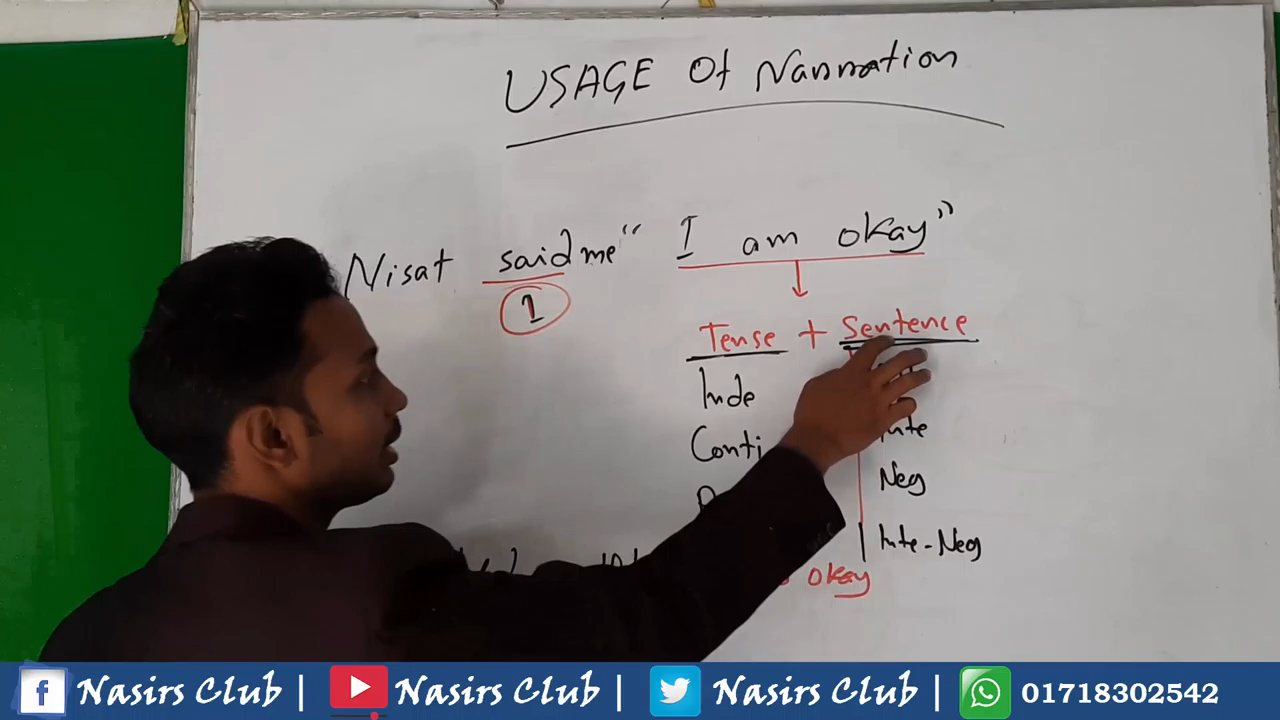 USAGE Of Narration
Nisat said me “ I am okay”
1
Tense + Sentence
Inde
Conti
Neg
Inte-Neg
okay
Nasirs Club | Nasirs Club | Nasirs Club | 01718302542